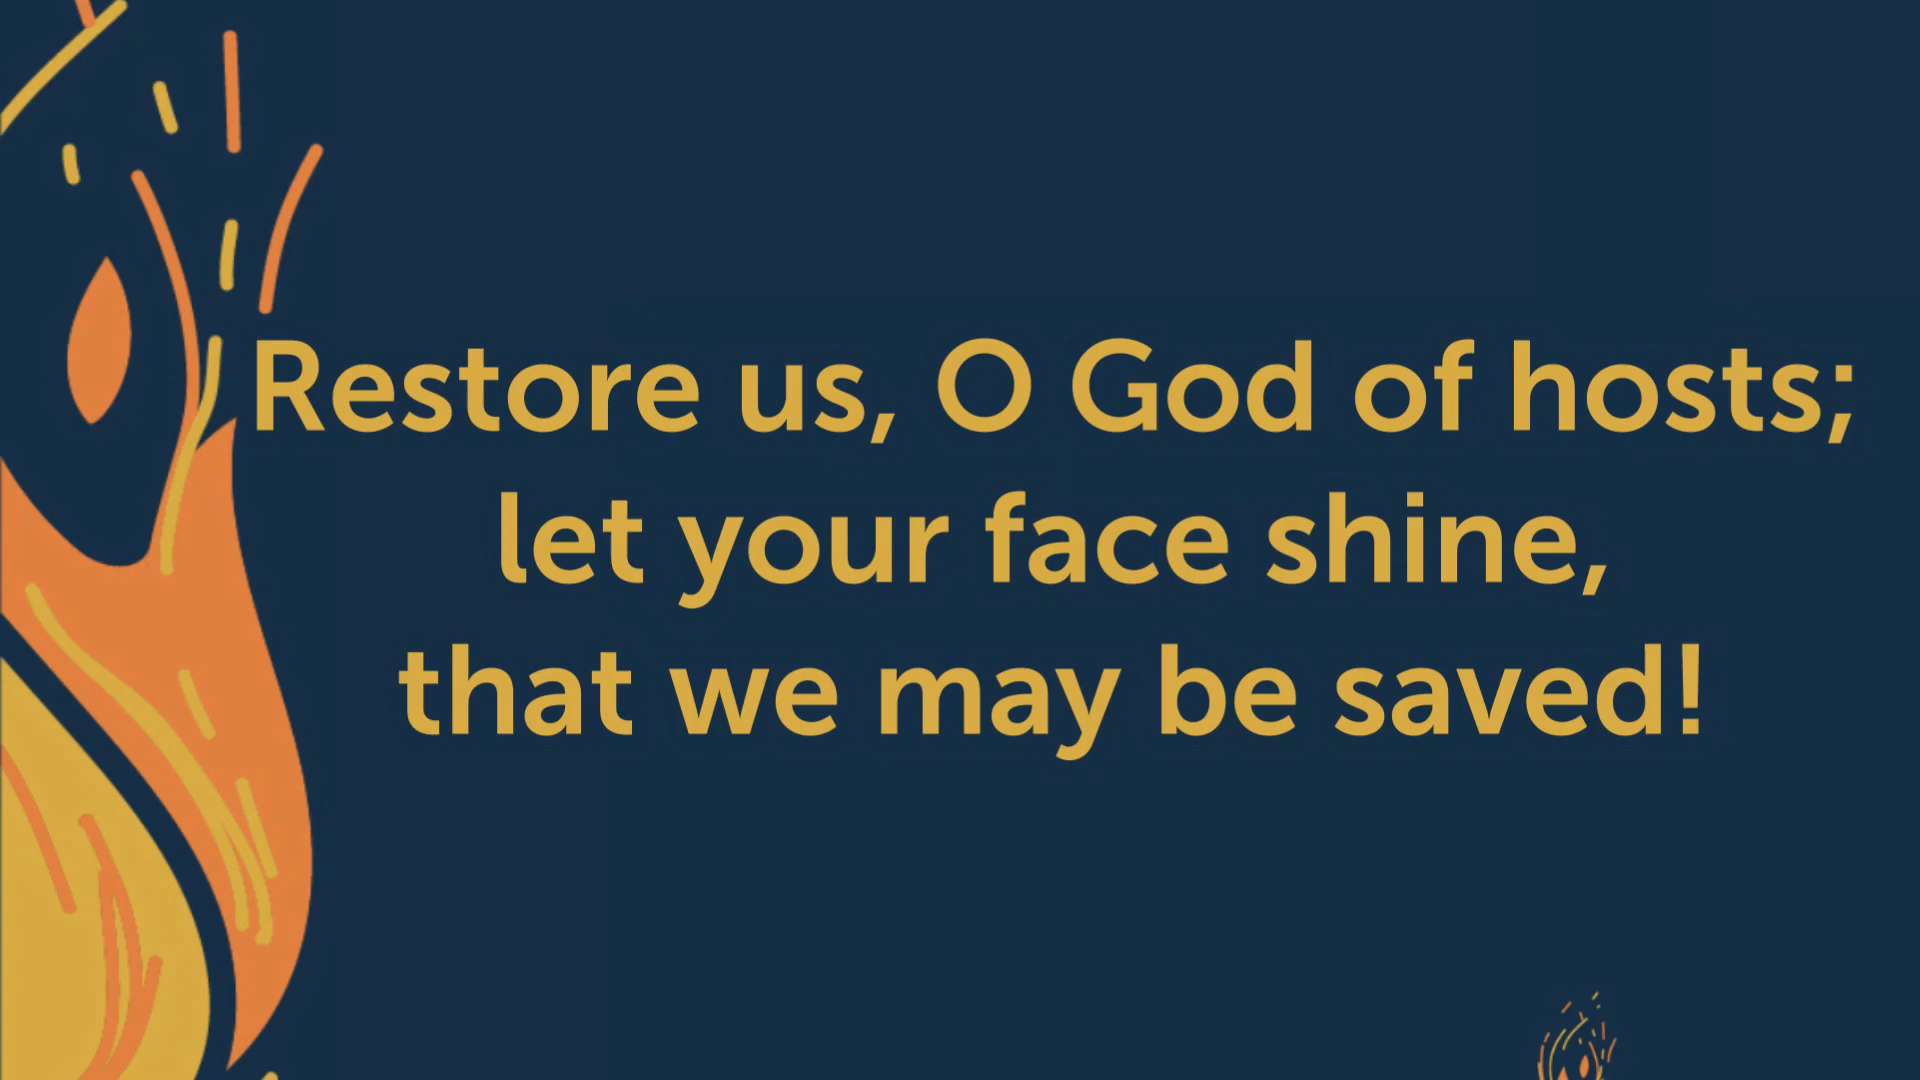 Restore us, O God of hosts;
let your face shine,
that we may be saved!